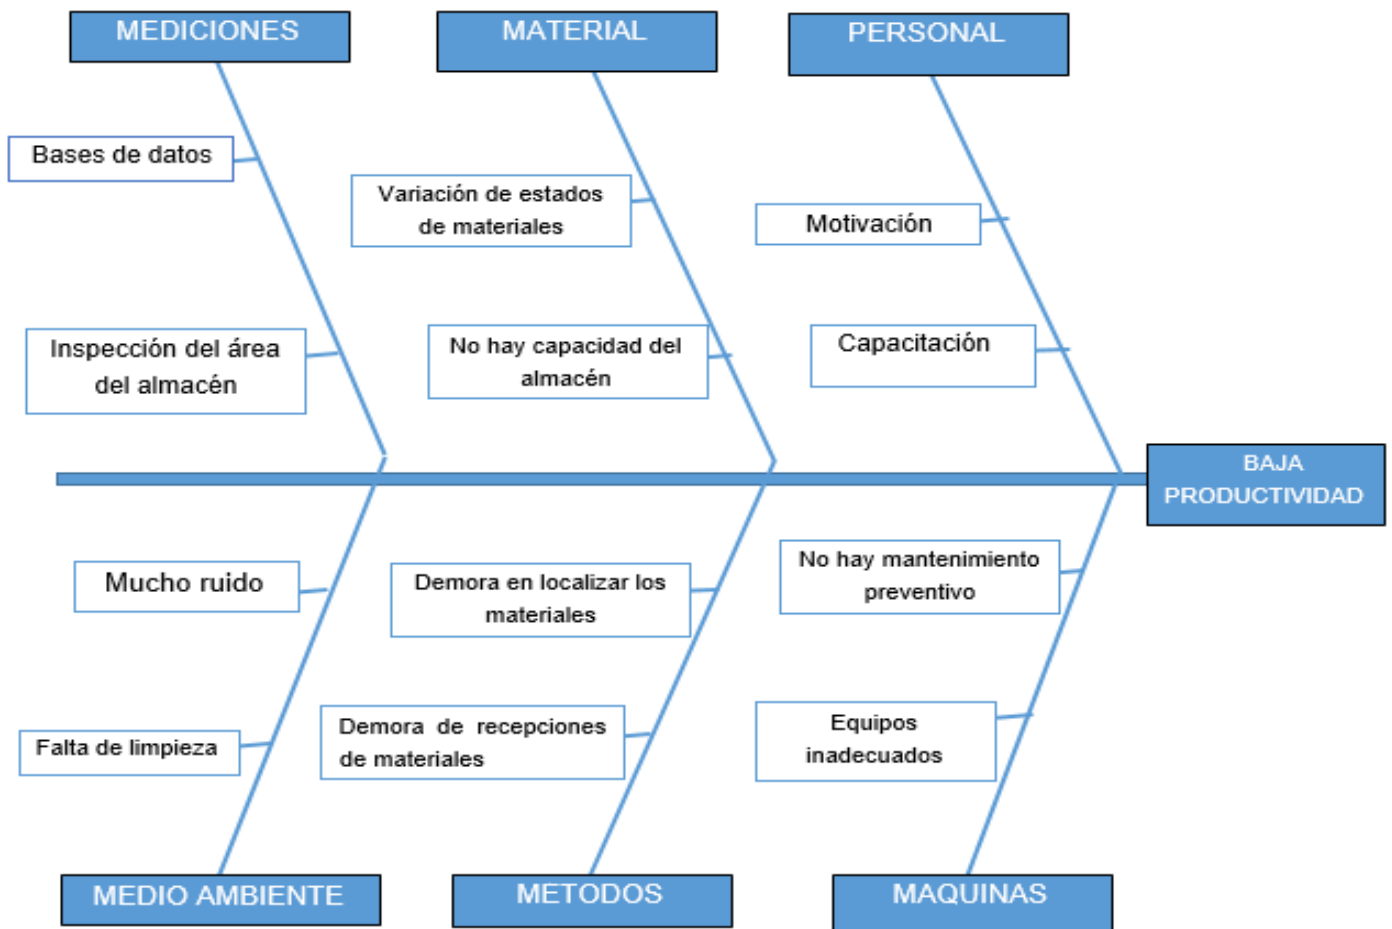 MEDICIONES
MATERIAL
PERSONAL
Bases de datos
Variación de estados
de materiales
Motivación
Inspección del área
del almacén
No hay capacidad del
almacén
Capacitación
BAJA
PRODUCTIVIDAD
Mucho ruido
Demora en localizar los
materiales
No hay mantenimiento
preventivo
Falta de limpieza
Demora de recepciones
de materiales
Equipos
inadecuados
MEDIO AMBIENTE
METODOS
MAQUINAS